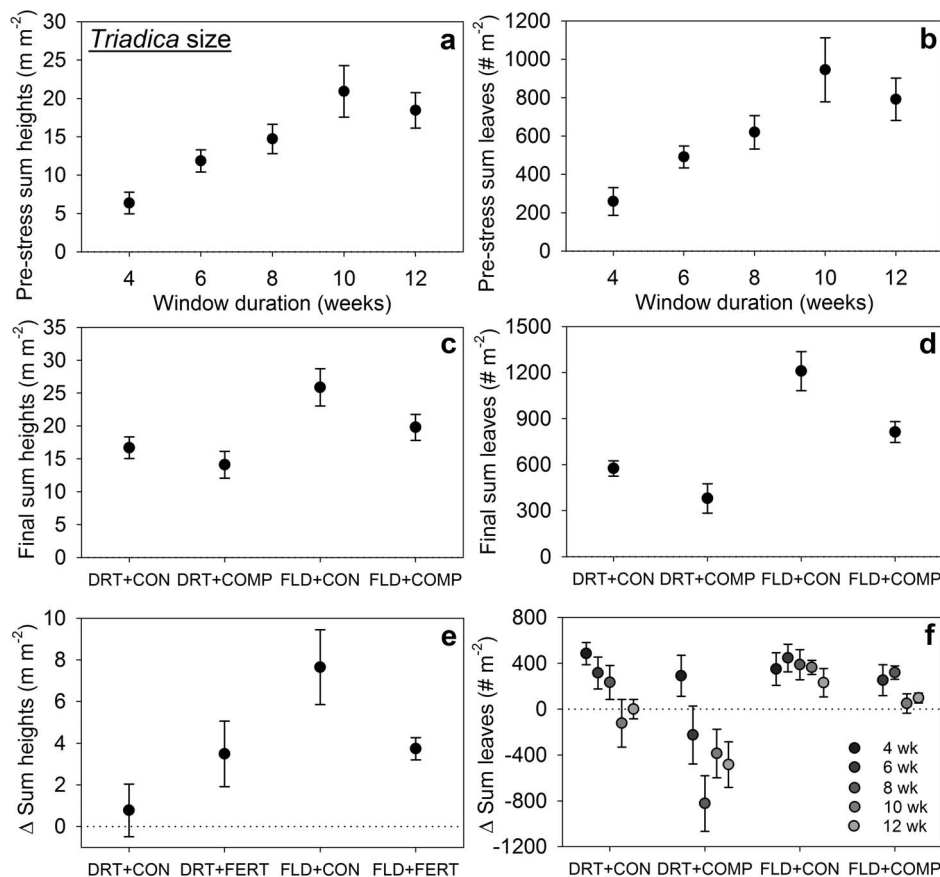 Triadica size
a
Pre-stress sum heights (m m⁻²)
30
25
20
15
10
5
0
4 6 8 10 12
Window duration (weeks)
b
Pre-stress sum leaves (# m⁻²)
1200
1000
800
600
400
200
0
4 6 8 10 12
Window duration (weeks)
c
Final sum heights (m m⁻²)
35
30
25
20
15
10
5
0
DRT+CON DRT+COMP FLD+CON FLD+COMP
d
Final sum leaves (# m⁻²)
1500
1200
900
600
300
0
DRT+CON DRT+COMP FLD+CON FLD+COMP
e
Δ Sum heights (m m⁻²)
10
8
6
4
2
0
DRT+CON DRT+FERT FLD+CON FLD+FERT
f
Δ Sum leaves (# m⁻²)
800
400
0
-400
-800
-1200
4 wk
6 wk
8 wk
10 wk
12 wk
DRT+CON DRT+COMP FLD+CON FLD+COMP